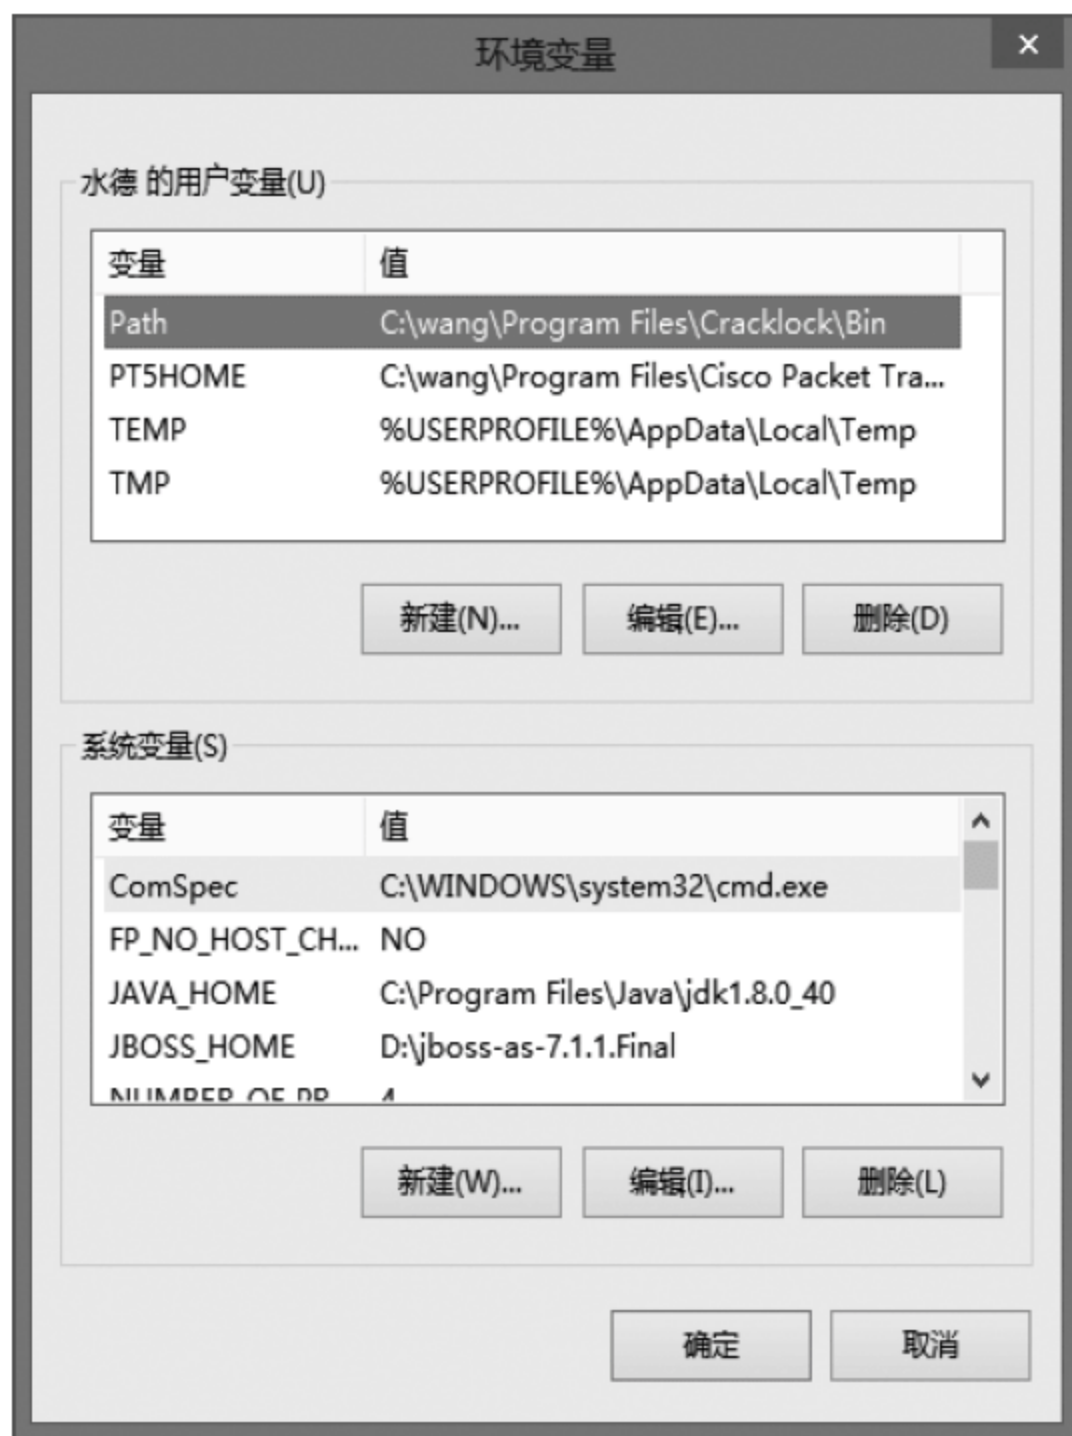 环境变量
水德 的用户变量(U)
变量 值
Path C:\wang\Program Files\Cracklock\Bin
PT5HOME C:\wang\Program Files\Cisco Packet Tra...
TEMP %USERPROFILE%\AppData\Local\Temp
TMP %USERPROFILE%\AppData\Local\Temp
新建(N)... 编辑(E)... 删除(D)
系统变量(S)
变量 值
ComSpec C:\WINDOWS\system32\cmd.exe
FP_NO_HOST_CH... NO
JAVA_HOME C:\Program Files\Java\jdk1.8.0_40
JBOSS_HOME D:\jboss-as-7.1.1.Final
NUMBER_OF_PR 4
新建(W)... 编辑(I)... 删除(L)
确定 取消